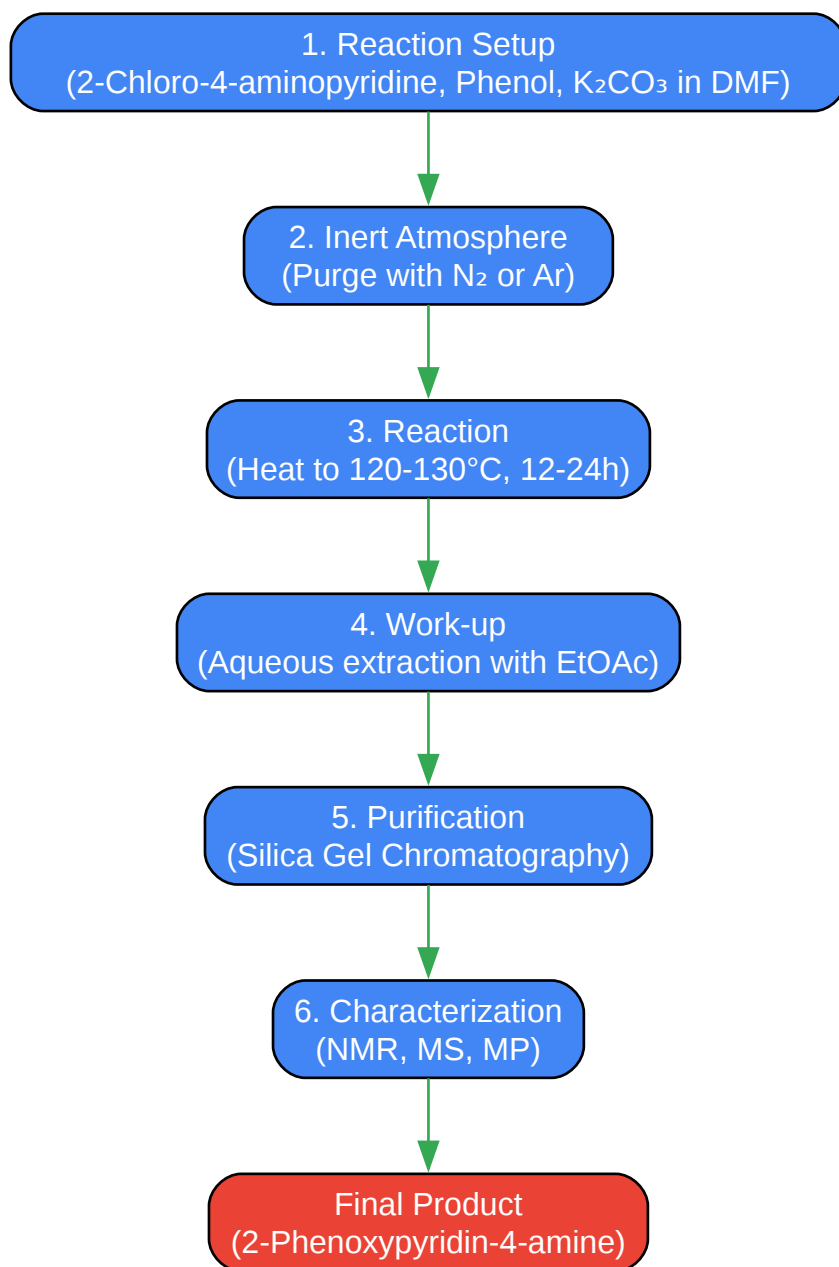 1. Reaction Setup
(2-Chloro-4-aminopyridine, Phenol, K₂CO₃ in DMF)
2. Inert Atmosphere
(Purge with N₂ or Ar)
3. Reaction
(Heat to 120-130°C, 12-24h)
4. Work-up
(Aqueous extraction with EtOAc)
5. Purification
(Silica Gel Chromatography)
6. Characterization
(NMR, MS, MP)
Final Product
(2-Phenoxypyridin-4-amine)